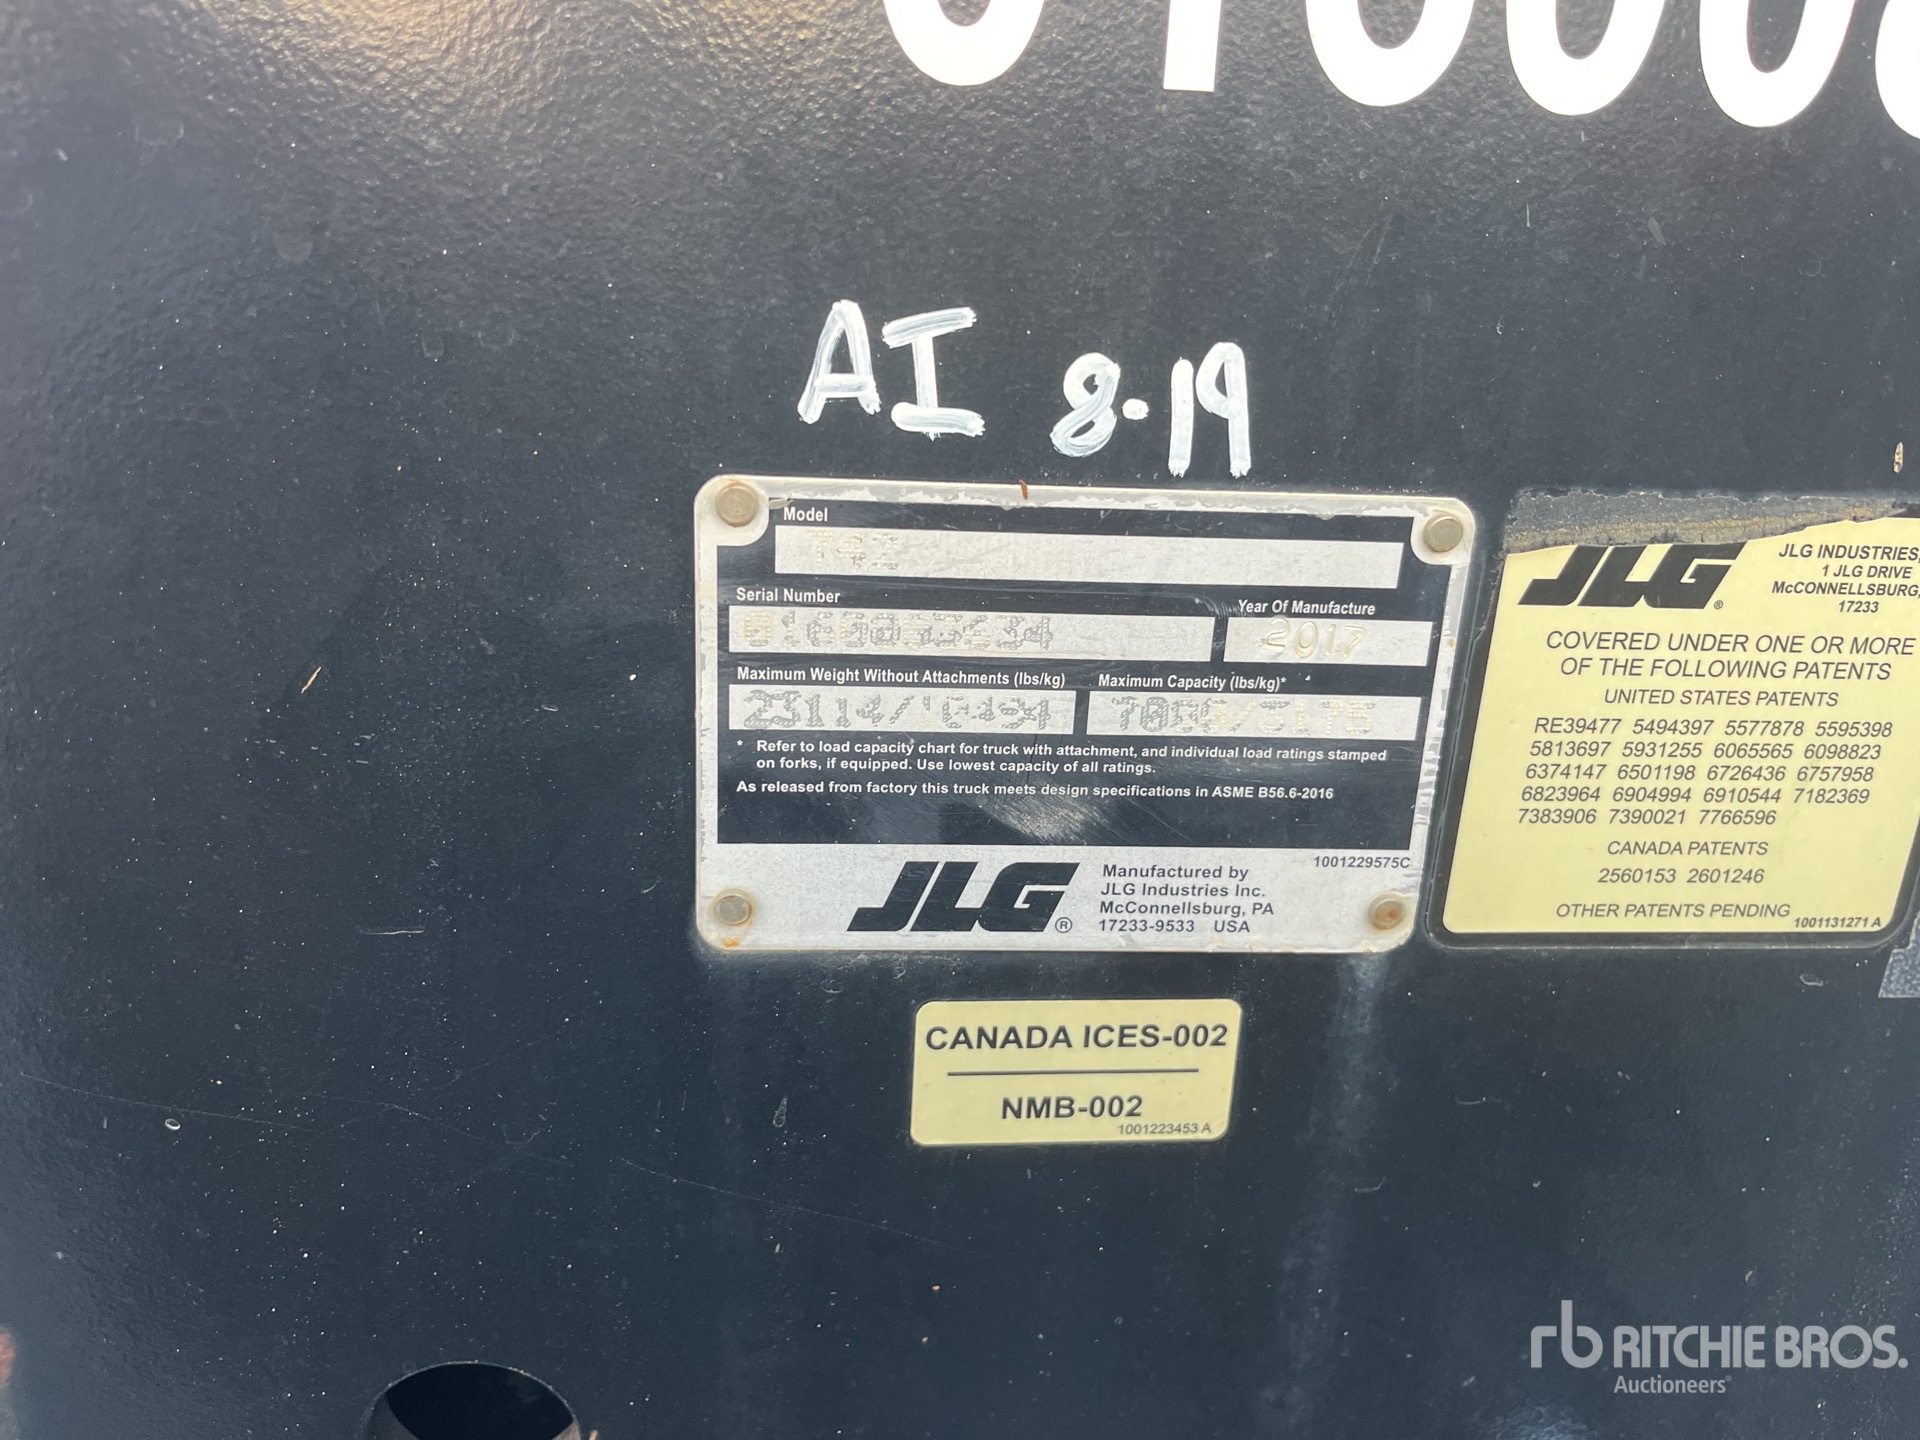 AI 8-19
Model
742
Serial Number
Year Of Manufacture
2017
Maximum Weight Without Attachments (lbs/kg)
Maximum Capacity (lbs/kg)*
23114/10484
* Refer to load capacity chart for truck with attachment, and individual load ratings stamped
on forks, if equipped. Use lowest capacity of all ratings.
As released from factory this truck meets design specifications in ASME B56.6-2016
1001229575C
JLG®
Manufactured by
JLG Industries Inc.
McConnellsburg, PA
17233-9533 USA
JLG®
JLG INDUSTRIES,
1 JLG DRIVE
McCONNELLSBURG,
17233
COVERED UNDER ONE OR MORE
OF THE FOLLOWING PATENTS
UNITED STATES PATENTS
RE39477 5494397 5577878 5595398
5813697 5931255 6065565 6098823
6374147 6501198 6726436 6757958
6823964 6904994 6910544 7182369
7383906 7390021 7766596
CANADA PATENTS
2560153 2601246
OTHER PATENTS PENDING
1001131271 A
CANADA ICES-002
NMB-002
1001223453 A
rb RITCHIE BROS.
Auctioneers